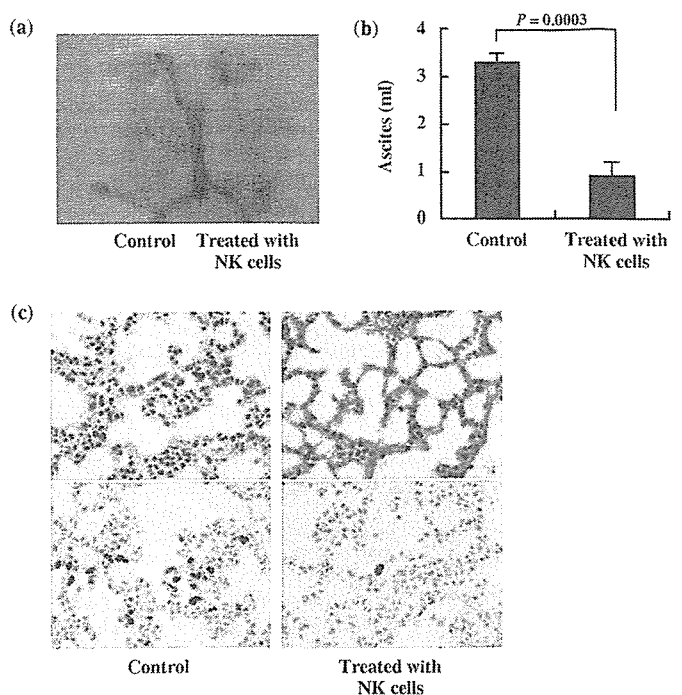 (a)
Control
Treated with
NK cells
(b)
P = 0.0003
Ascites (ml)
4
3
2
1
0
Control
Treated with
NK cells
(c)
Control
Treated with
NK cells